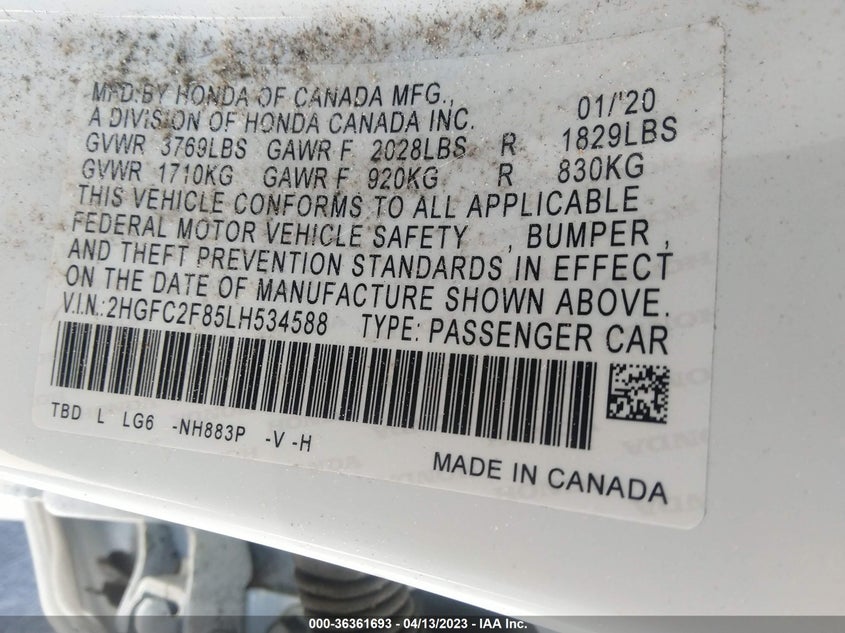 MFD.BY HONDA OF CANADA MFG., 01/'20
A DIVISION OF HONDA CANADA INC.
GVWR 3769LBS GAWR F 2028LBS R 1829LBS
GVWR 1710KG GAWR F 920KG R 830KG
THIS VEHICLE CONFORMS TO ALL APPLICABLE
FEDERAL MOTOR VEHICLE SAFETY , BUMPER ,
AND THEFT PREVENTION STANDARDS IN EFFECT
ON THE DATE OF MANUFACTURE SHOWN ABOVE.
V.I.N.:2HGFC2F85LH534588 TYPE: PASSENGER CAR
TBD L LG6 -NH883P -V -H
MADE IN CANADA
000-36361693 - 04/13/2023 - IAA Inc.